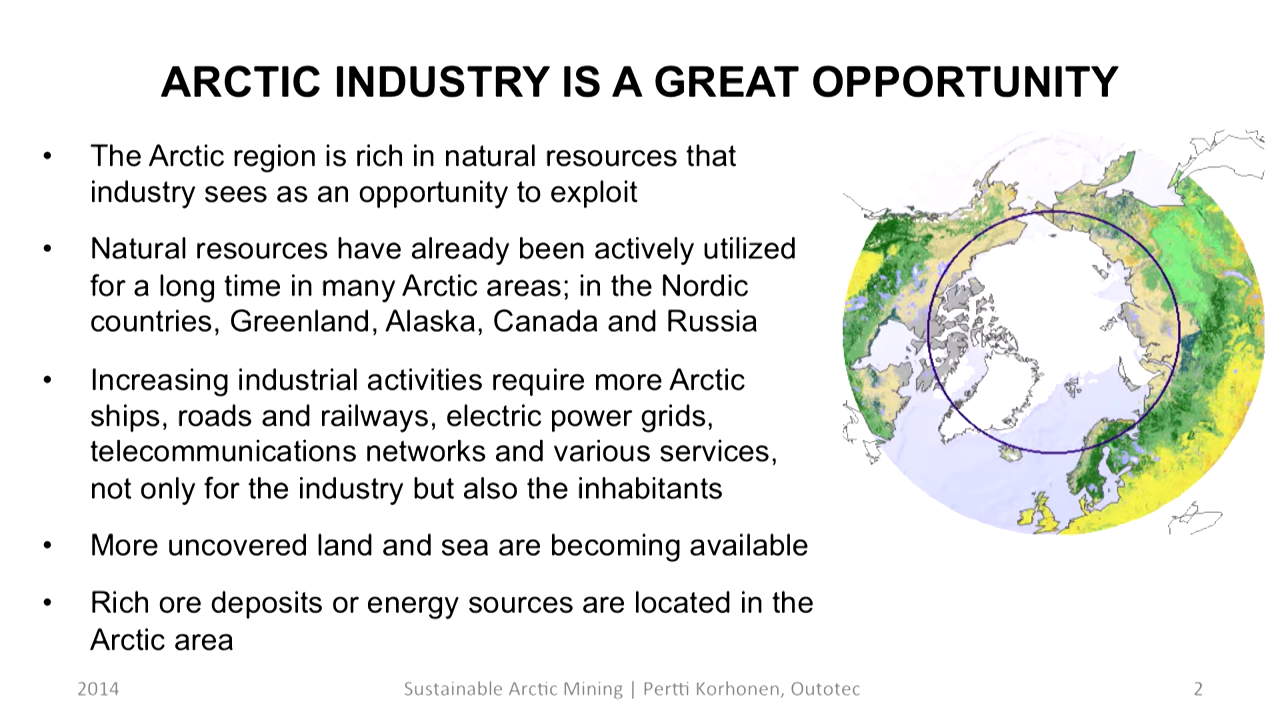 ARCTIC INDUSTRY IS A GREAT OPPORTUNITY
• The Arctic region is rich in natural resources that
industry sees as an opportunity to exploit
• Natural resources have already been actively utilized
for a long time in many Arctic areas; in the Nordic
countries, Greenland, Alaska, Canada and Russia
• Increasing industrial activities require more Arctic
ships, roads and railways, electric power grids,
telecommunications networks and various services,
not only for the industry but also the inhabitants
• More uncovered land and sea are becoming available
• Rich ore deposits or energy sources are located in the
Arctic area
2014 Sustainable Arctic Mining | Pertti Korhonen, Outotec 2